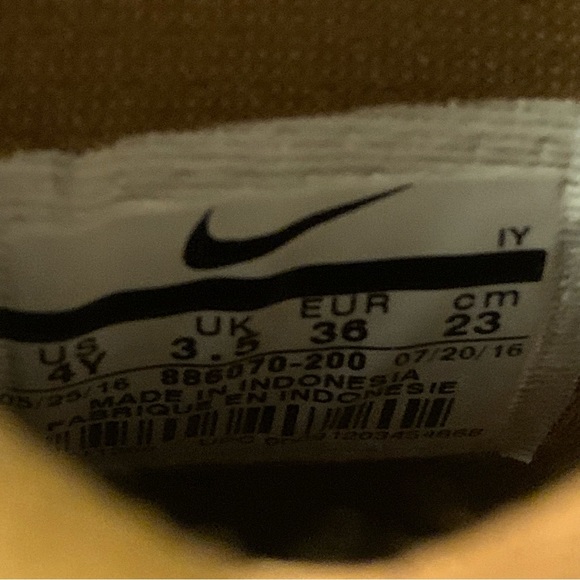 IY
US UK EUR cm
4Y 3.5 36 23
05/25/16 886070-200 07/20/16
MADE IN INDONESIA
FABRIQUE EN INDONESIE
UPC